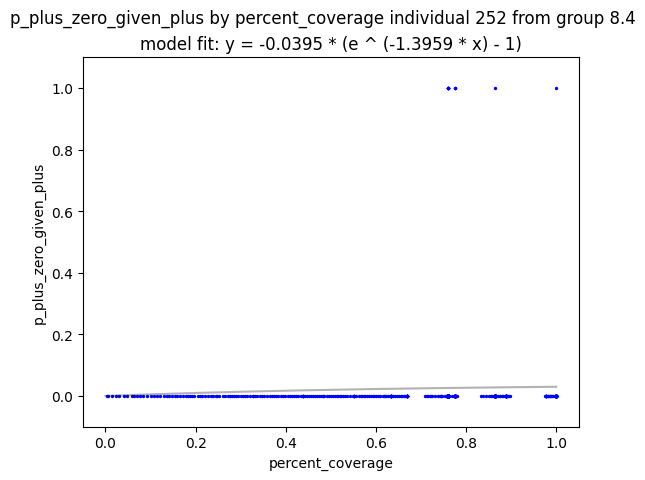 p_plus_zero_given_plus by percent_coverage individual 252 from group 8.4
model fit: y = -0.0395 * (e ^ (-1.3959 * x) - 1)
1.0
0.8
0.6
0.4
0.2
0.0
p_plus_zero_given_plus
0.0 0.2 0.4 0.6 0.8 1.0
percent_coverage